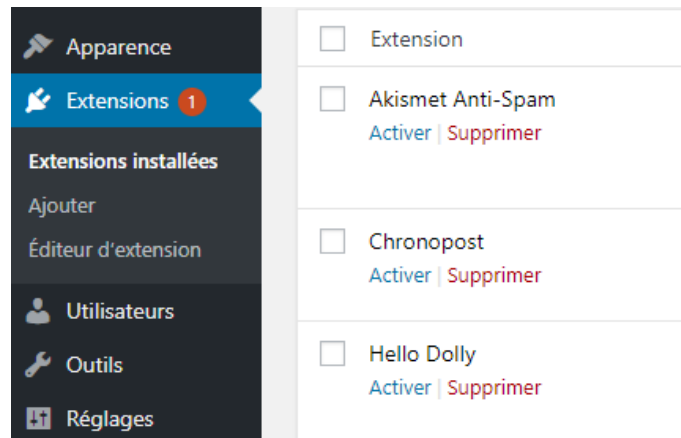 Apparence
Extensions 1
Extensions installées
Ajouter
Éditeur d'extension
Utilisateurs
Outils
Réglages
Extension
Akismet Anti-Spam
Activer | Supprimer
Chronopost
Activer | Supprimer
Hello Dolly
Activer | Supprimer